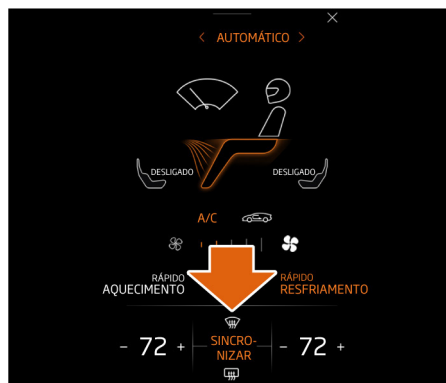 < AUTOMÁTICO >
DESLIGADO DESLIGADO
A/C
RÁPIDO RÁPIDO
AQUECIMENTO RESFRIAMENTO
- 72 + SINCRO- - 72 +
NIZAR